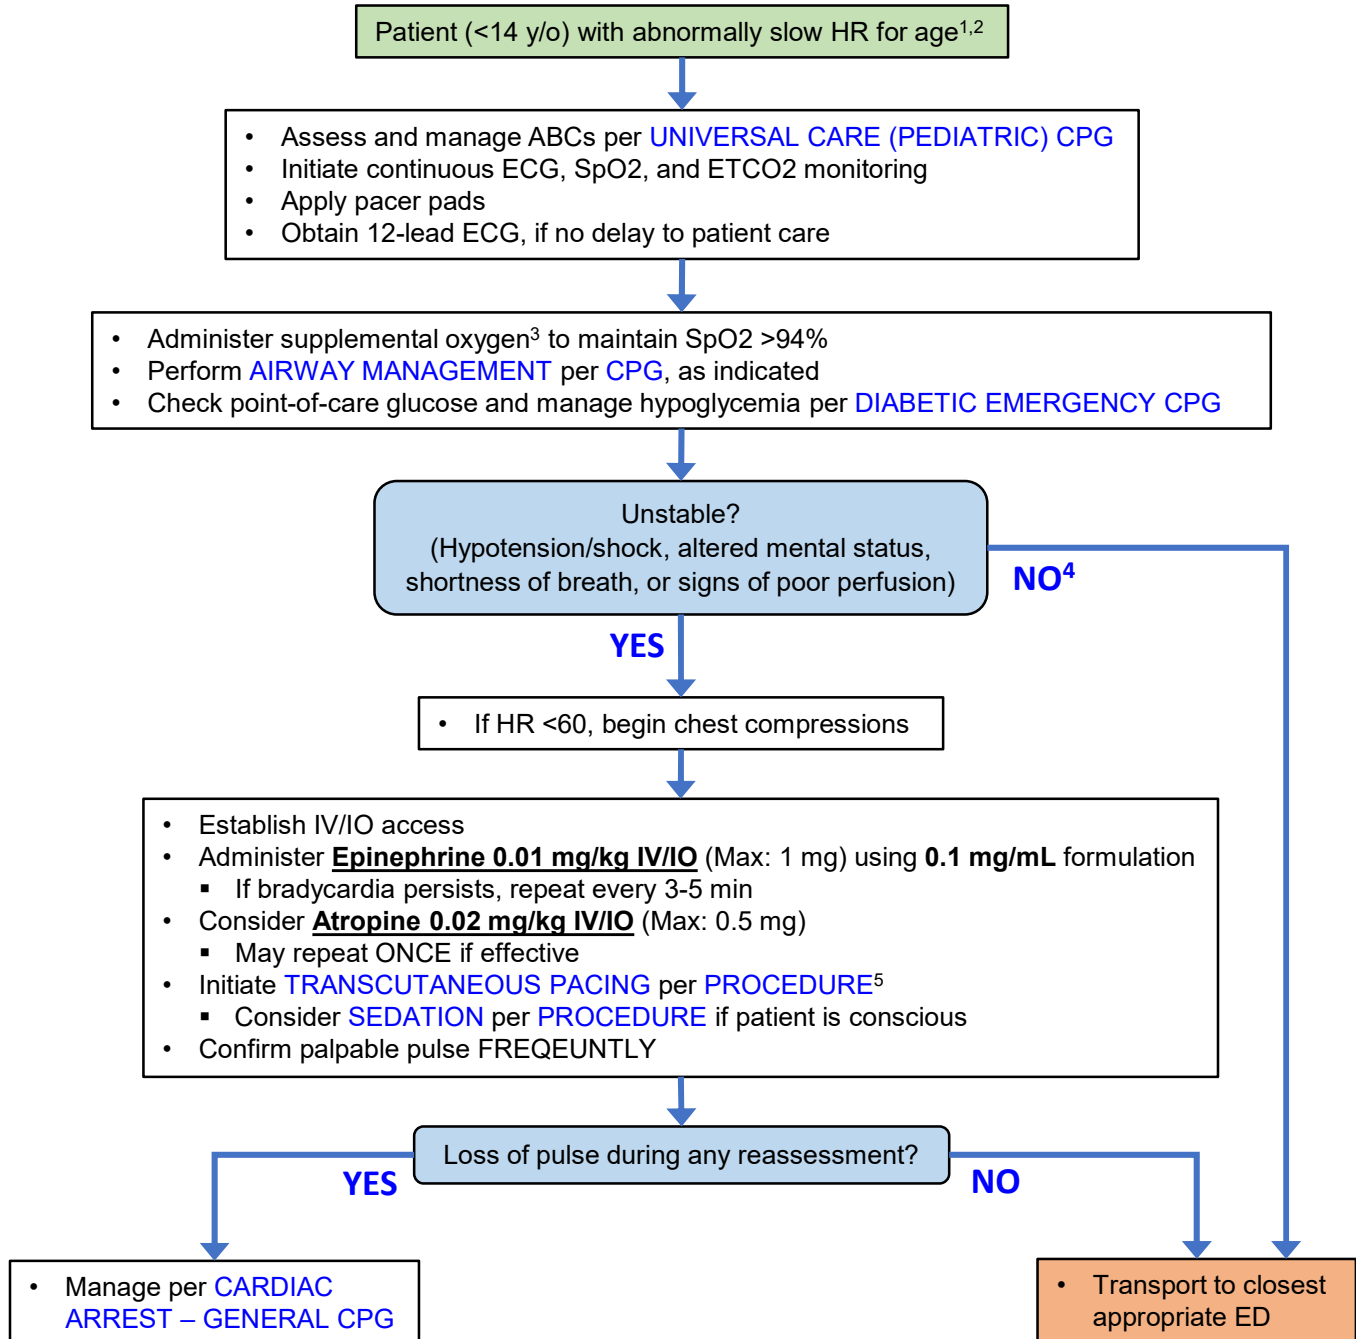 Patient (<14 y/o) with abnormally slow HR for age1,2
• Assess and manage ABCs per UNIVERSAL CARE (PEDIATRIC) CPG
• Initiate continuous ECG, SpO2, and ETCO2 monitoring
• Apply pacer pads
• Obtain 12-lead ECG, if no delay to patient care
• Administer supplemental oxygen3 to maintain SpO2 >94%
• Perform AIRWAY MANAGEMENT per CPG, as indicated
• Check point-of-care glucose and manage hypoglycemia per DIABETIC EMERGENCY CPG
Unstable?
(Hypotension/shock, altered mental status,
shortness of breath, or signs of poor perfusion)
NO4
YES
• If HR <60, begin chest compressions
• Establish IV/IO access
• Administer Epinephrine 0.01 mg/kg IV/IO (Max: 1 mg) using 0.1 mg/mL formulation
▪ If bradycardia persists, repeat every 3-5 min
• Consider Atropine 0.02 mg/kg IV/IO (Max: 0.5 mg)
▪ May repeat ONCE if effective
• Initiate TRANSCUTANEOUS PACING per PROCEDURE5
▪ Consider SEDATION per PROCEDURE if patient is conscious
• Confirm palpable pulse FREQEUNTLY
Loss of pulse during any reassessment?
YES
NO
• Manage per CARDIAC
ARREST – GENERAL CPG
• Transport to closest
appropriate ED